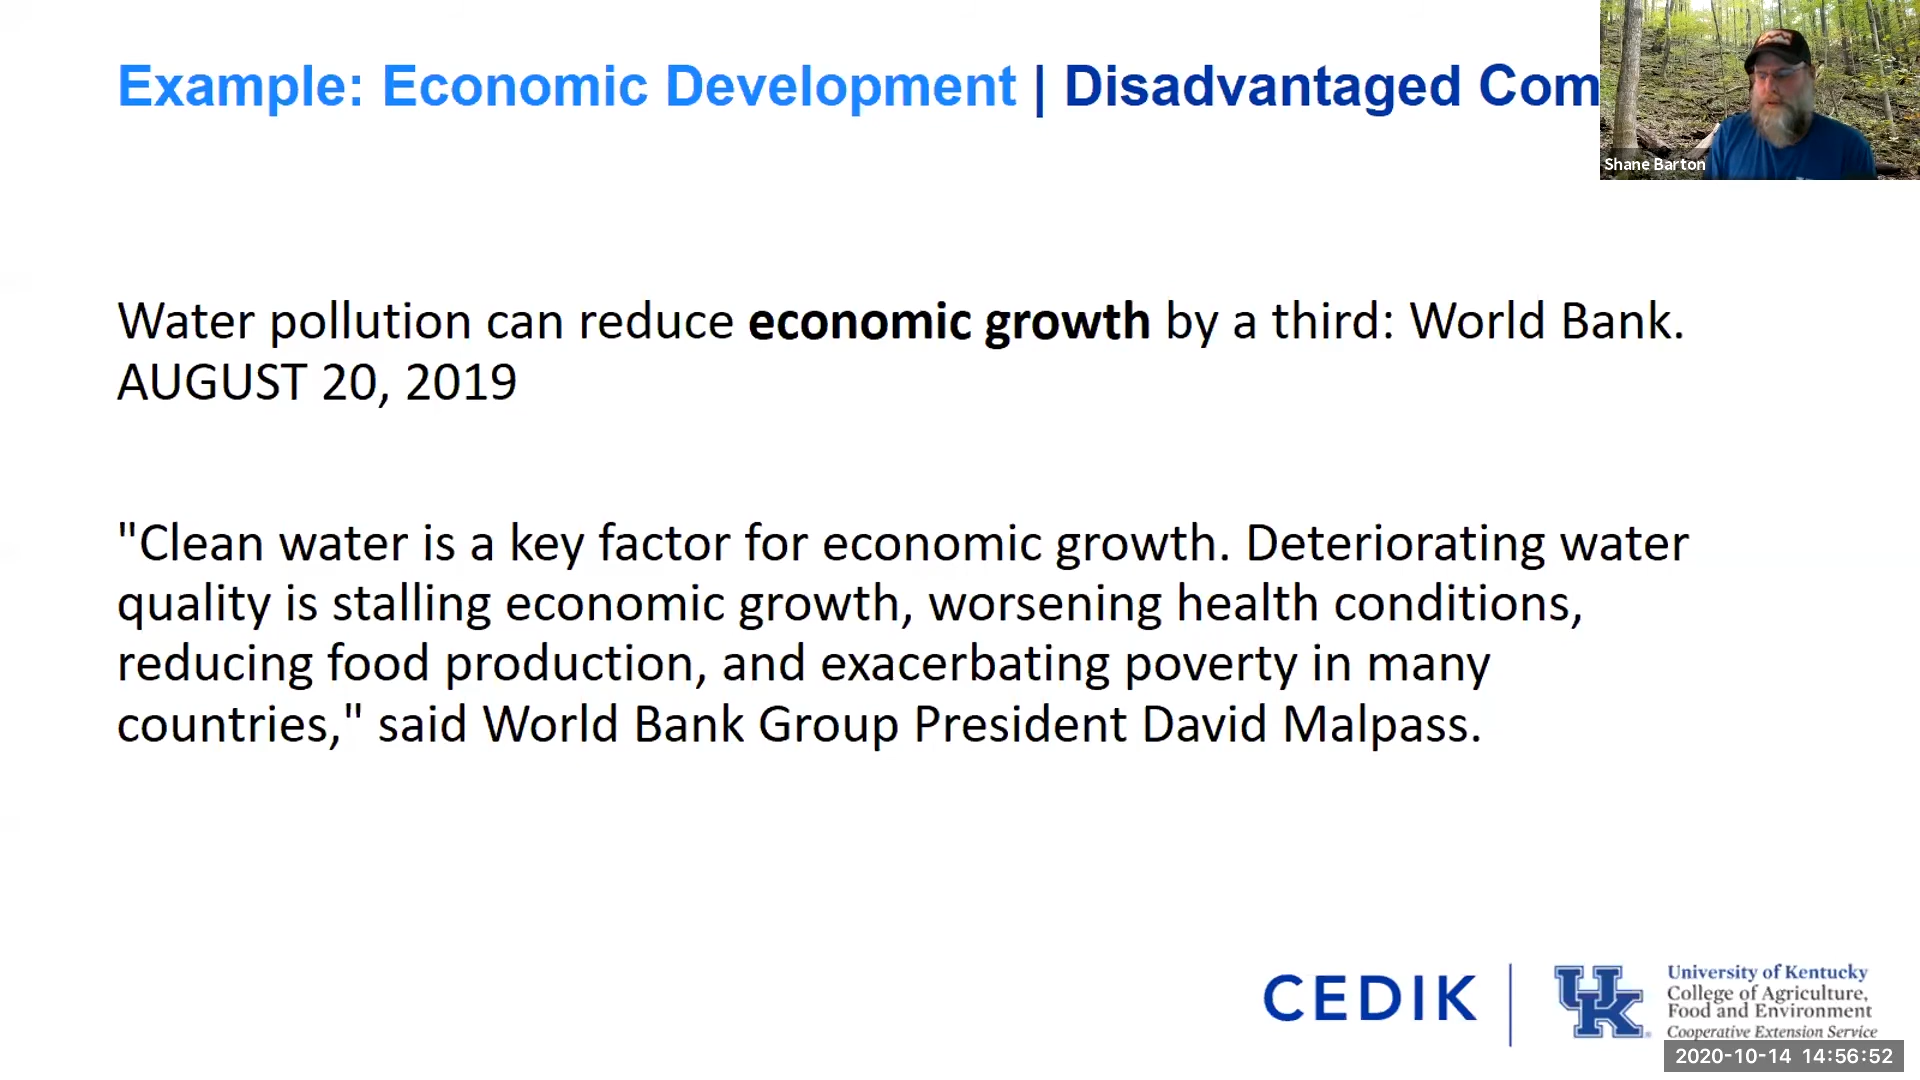 Example: Economic Development | Disadvantaged Com
Shane Barton
Water pollution can reduce economic growth by a third: World Bank.
AUGUST 20, 2019
"Clean water is a key factor for economic growth. Deteriorating water
quality is stalling economic growth, worsening health conditions,
reducing food production, and exacerbating poverty in many
countries," said World Bank Group President David Malpass.
CEDIK
UK
University of Kentucky
College of Agriculture,
Food and Environment
Cooperative Extension Service
2020-10-14 14:56:52